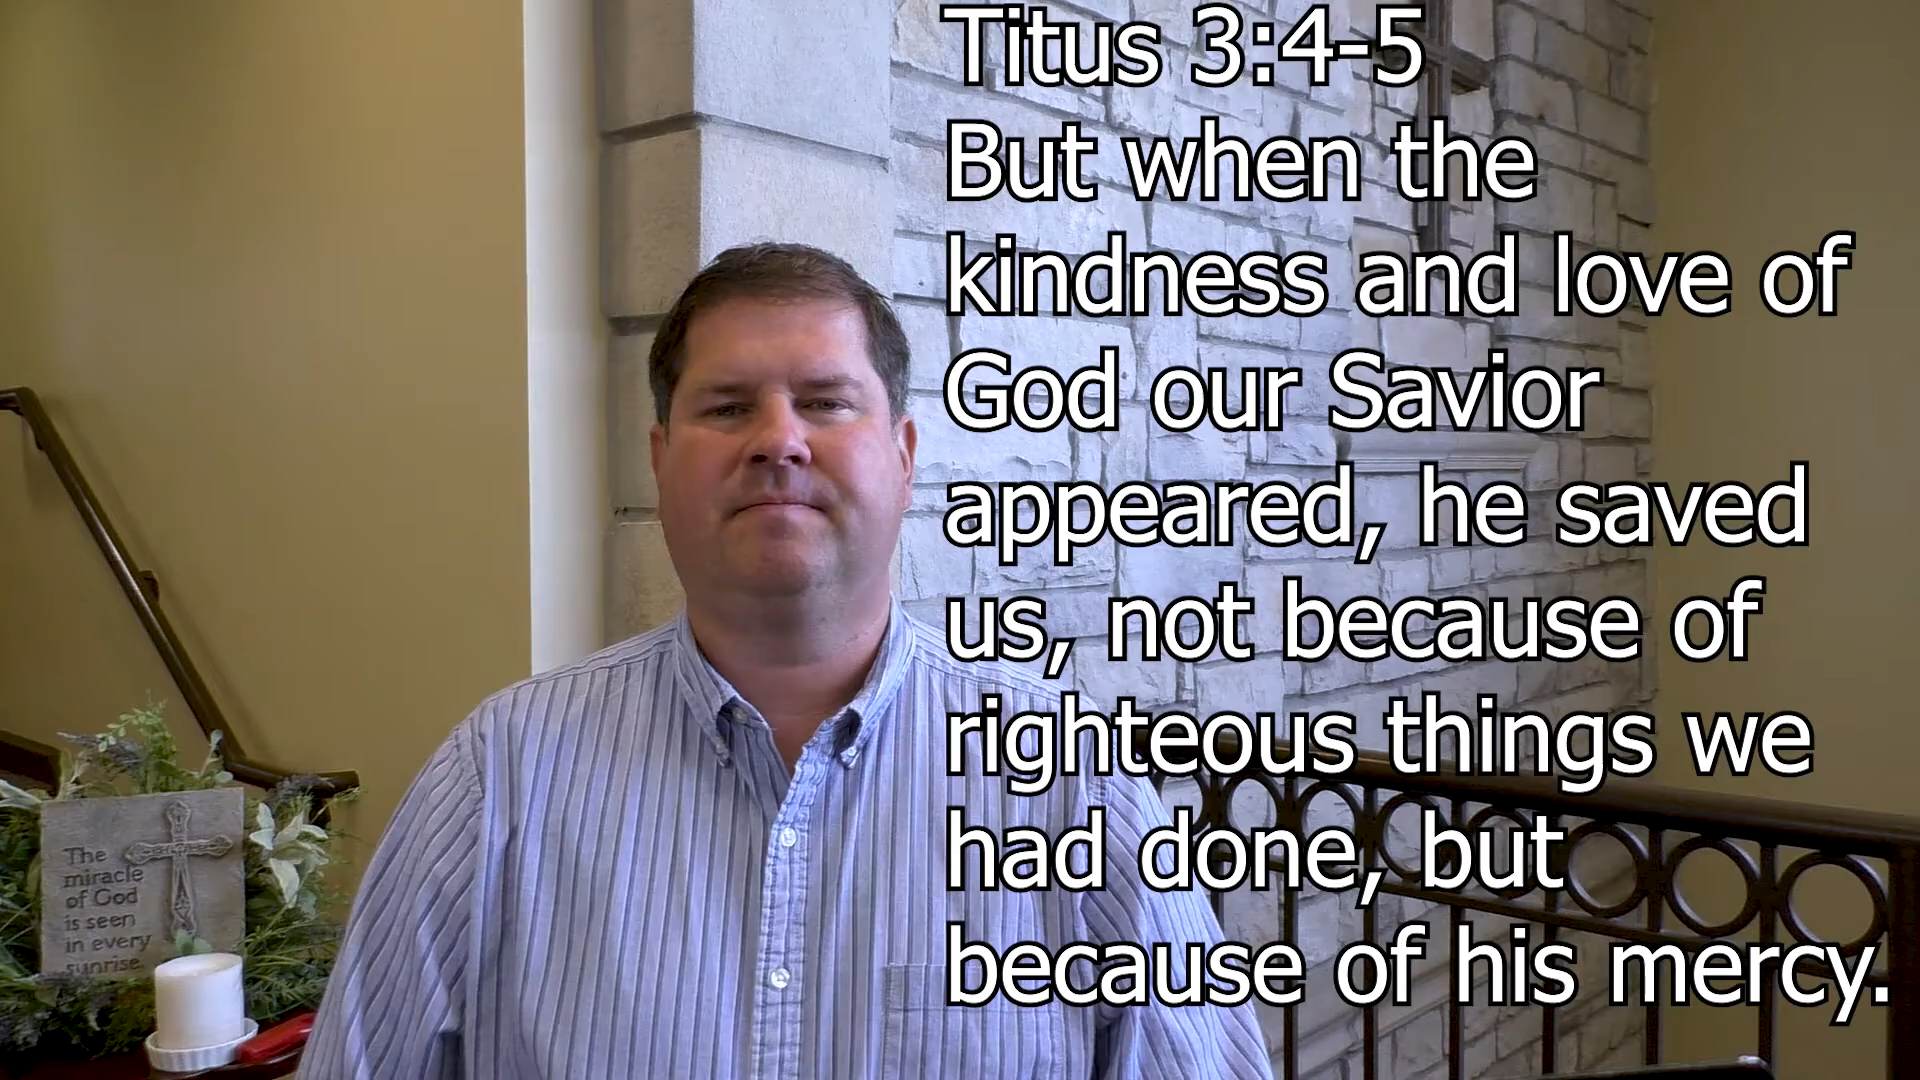 Titus 3:4-5
But when the
kindness and love of
God our Savior
appeared, he saved
us, not because of
righteous things we
had done, but
because of his mercy.
The
miracle
of God
is seen
in every
sunrise